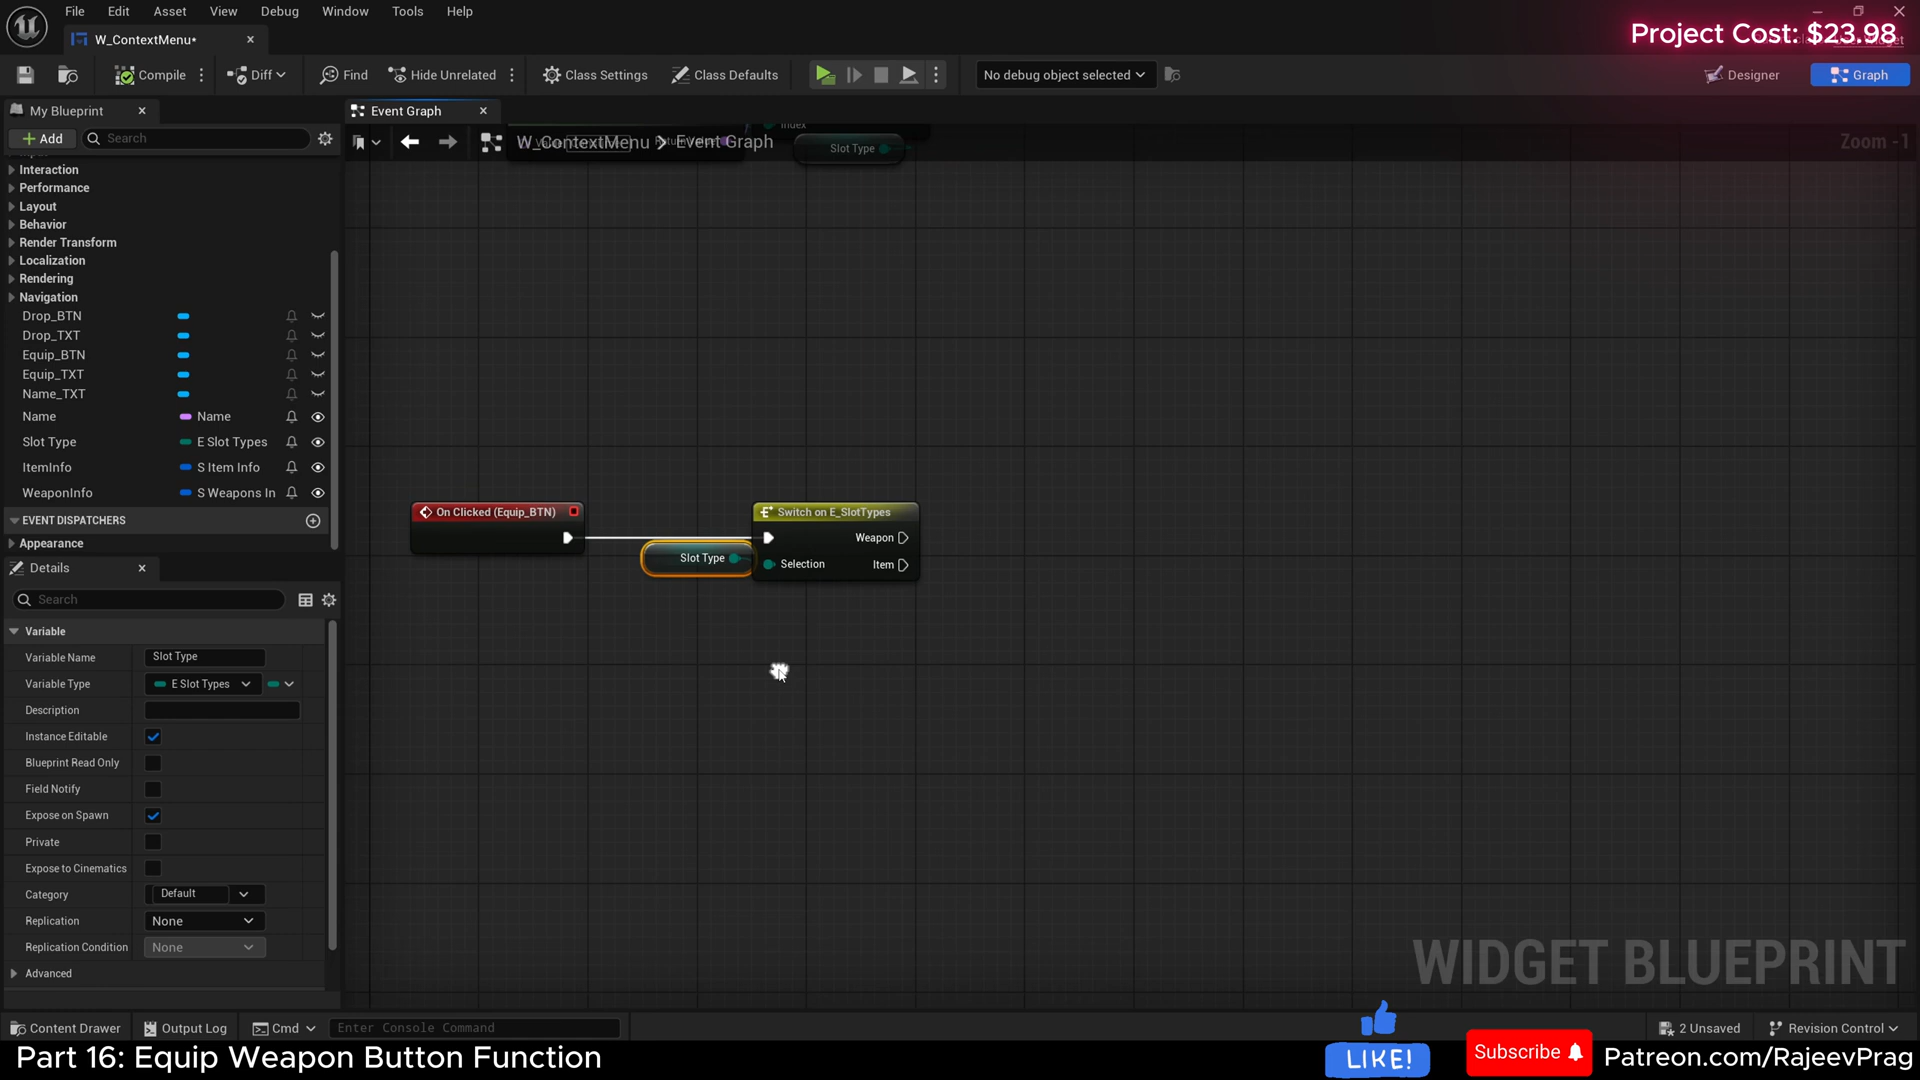 File Edit Asset View Debug Window Tools Help
Project Cost: $23.98
W_ContextMenu*
Compile Diff Find Hide Unrelated Class Settings Class Defaults No debug object selected Designer Graph
My Blueprint Event Graph
Add Search
W_ContextMenu > Event Graph
Index
Slot Type
Zoom -1
Interaction
Performance
Layout
Behavior
Render Transform
Localization
Rendering
Navigation
Drop_BTN
Drop_TXT
Equip_BTN
Equip_TXT
Name_TXT
Name Name
Slot Type E Slot Types
ItemInfo S Item Info
WeaponInfo S Weapons In
EVENT DISPATCHERS
Appearance
On Clicked (Equip_BTN)
Slot Type
Switch on E_SlotTypes
Weapon
Selection Item
Details
Search
Variable
Variable Name Slot Type
Variable Type E Slot Types
Description
Instance Editable
Blueprint Read Only
Field Notify
Expose on Spawn
Private
Expose to Cinematics
Category Default
Replication None
Replication Condition None
Advanced
WIDGET BLUEPRINT
Content Drawer Output Log Cmd Enter Console Command 2 Unsaved Revision Control
Part 16: Equip Weapon Button Function
LIKE!
Subscribe
Patreon.com/RajeevPrag